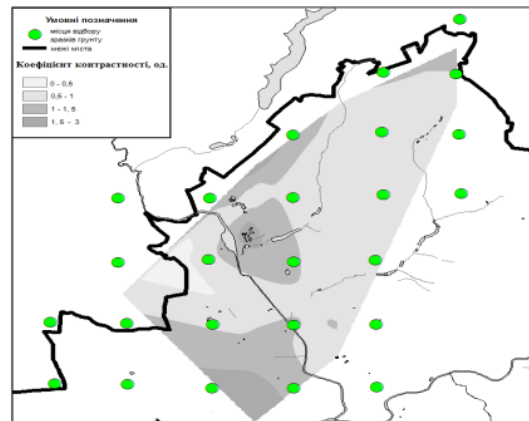 Умовні позначення
місця відбору
зразків ґрунту
межі міста
Коефіцієнт контрастності, од.
0 - 0,5
0,5 - 1
1 - 1, 5
1, 5 - 3